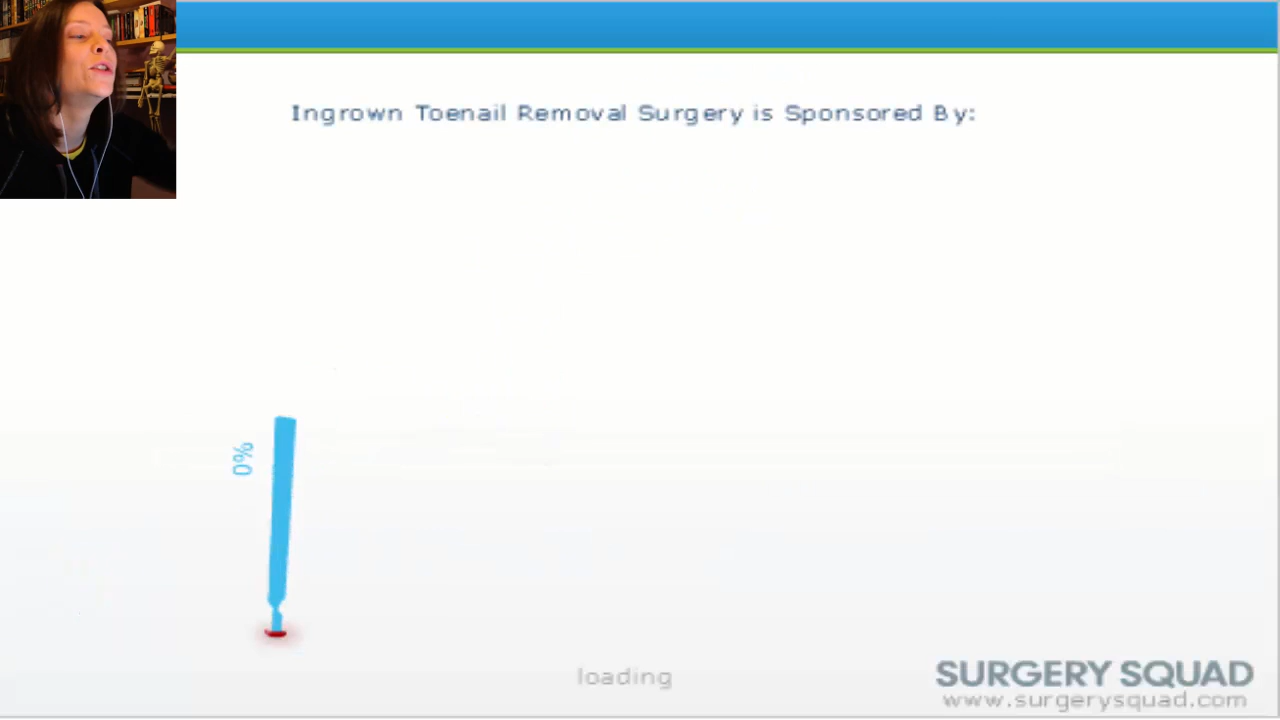 Ingrown Toenail Removal Surgery is Sponsored By:
0%
loading
SURGERY SQUAD
www.surgerysquad.com